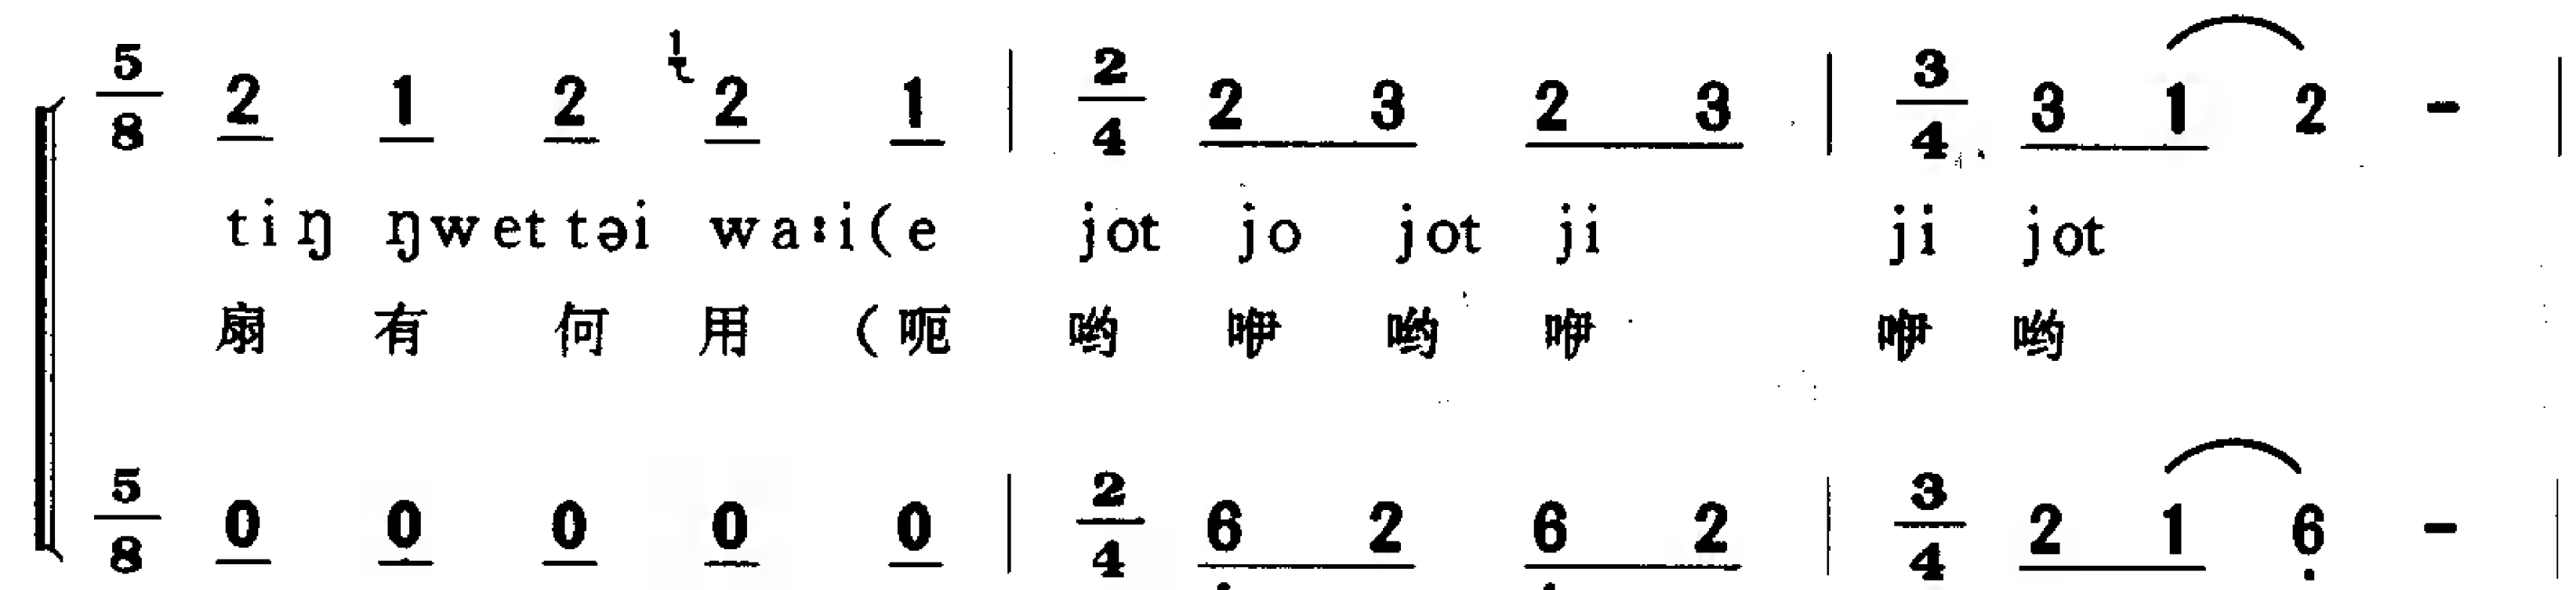 5/8 2 1 2 1 2 1 | 2/4 2 3 2 3 | 3/4 3 1 2 - |
tiŋ ŋwet təi wa:i(e jot jo jot ji ji jot
扇 有 何 用 (呃 哟 咿 哟 咿 咿 哟
5/8 0 0 0 0 0 | 2/4 6 2 6 2 | 3/4 2 1 6 - |